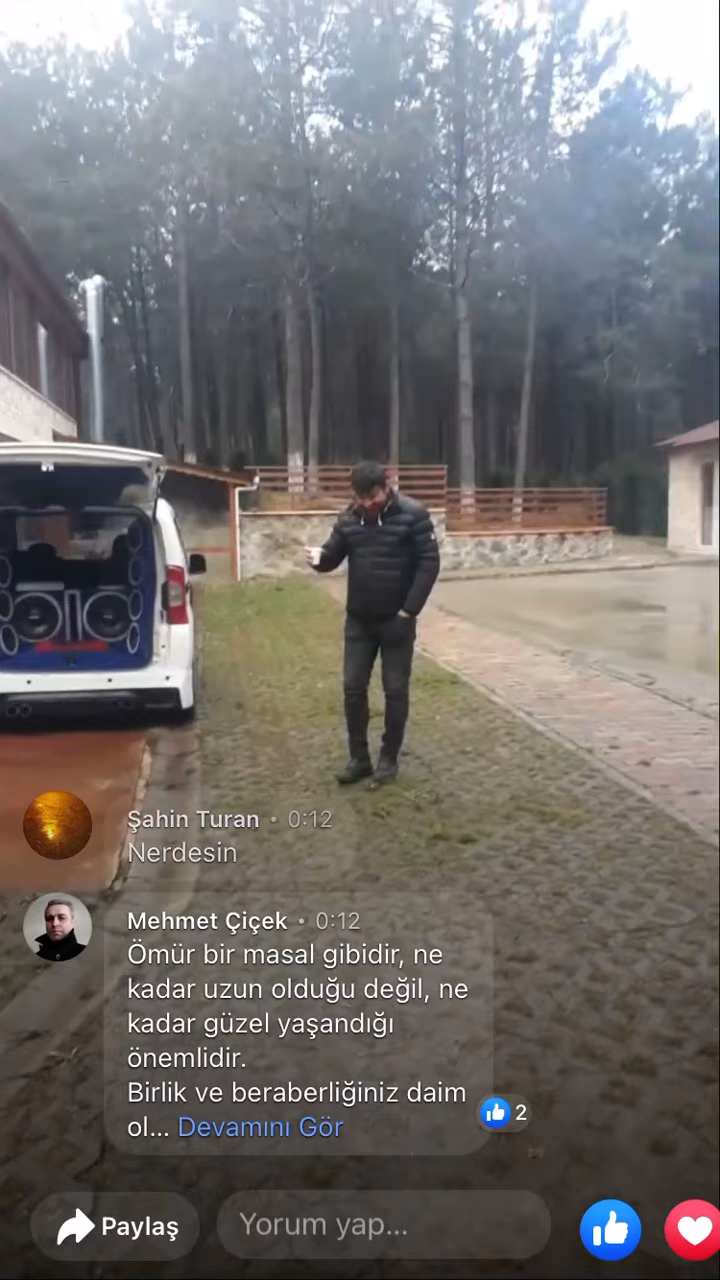 Şahin Turan • 0:12
Nerdesin
Mehmet Çiçek • 0:12
Ömür bir masal gibidir, ne
kadar uzun olduğu değil, ne
kadar güzel yaşandığı
önemlidir.
Birlik ve beraberliğiniz daim
ol... Devamını Gör
2
Paylaş
Yorum yap...